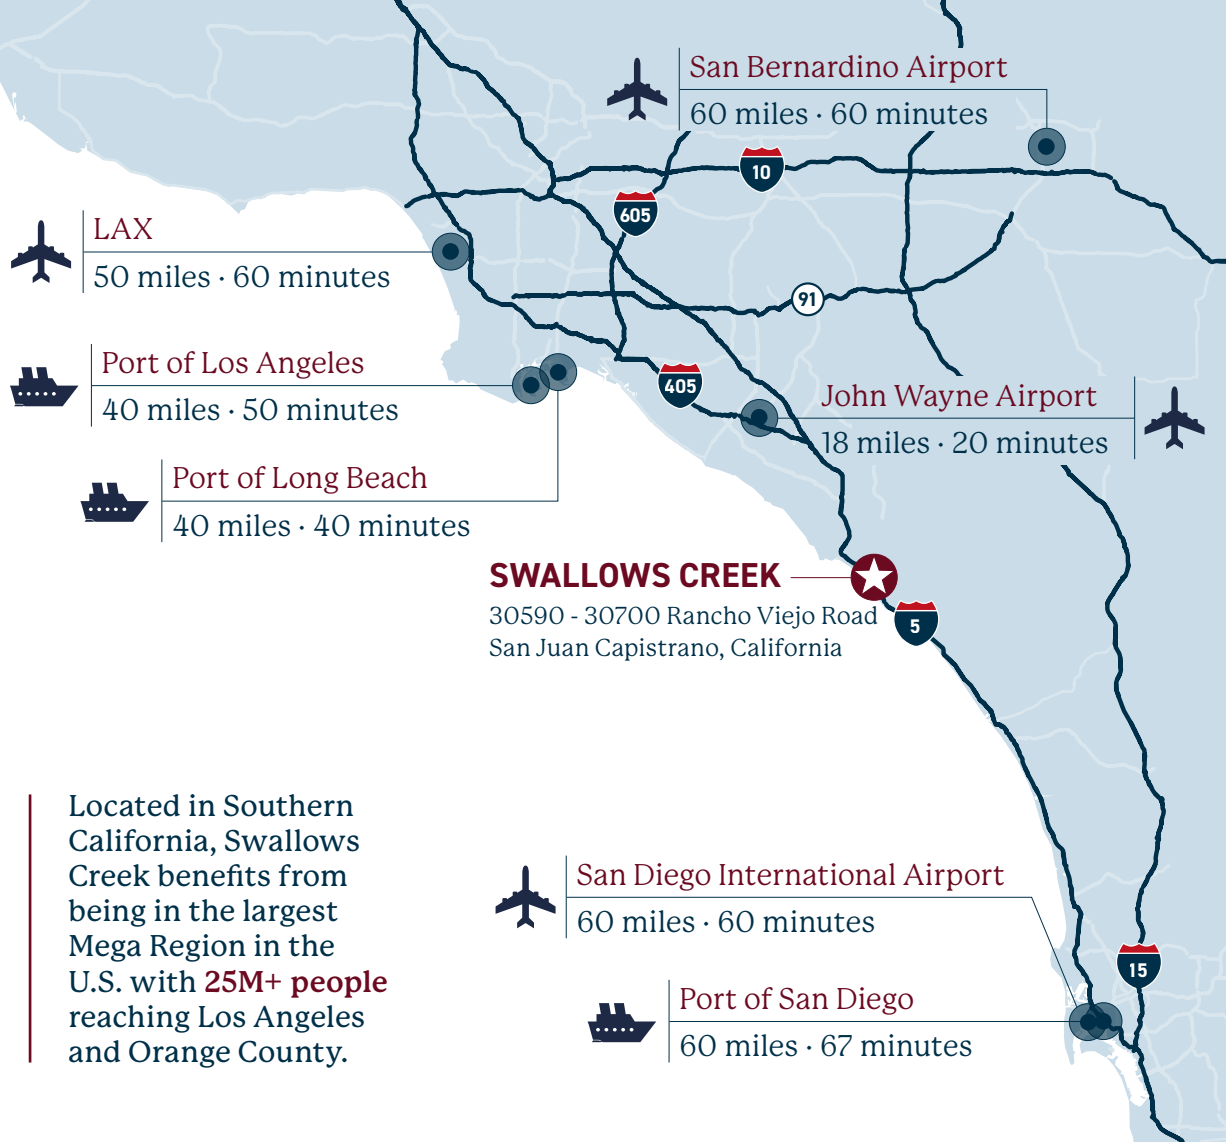 San Bernardino Airport
60 miles · 60 minutes
10
605
LAX
50 miles · 60 minutes
91
Port of Los Angeles
40 miles · 50 minutes
405
John Wayne Airport
18 miles · 20 minutes
Port of Long Beach
40 miles · 40 minutes
SWALLOWS CREEK
30590 - 30700 Rancho Viejo Road
San Juan Capistrano, California
5
Located in Southern
California, Swallows
Creek benefits from
being in the largest
Mega Region in the
U.S. with 25M+ people
reaching Los Angeles
and Orange County.
San Diego International Airport
60 miles · 60 minutes
15
Port of San Diego
60 miles · 67 minutes